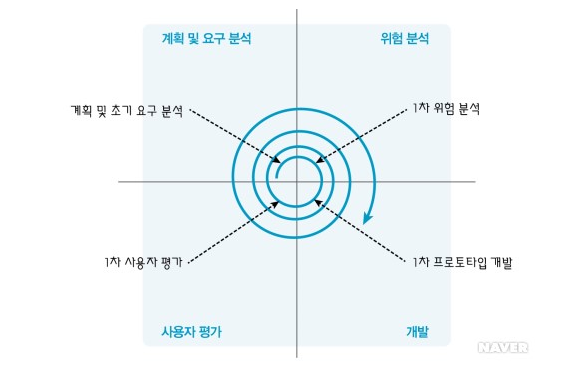 계획 및 요구 분석
위험 분석
계획 및 초기 요구 분석
1차 위험 분석
1차 사용자 평가
1차 프로토타입 개발
사용자 평가
개발
NAVER